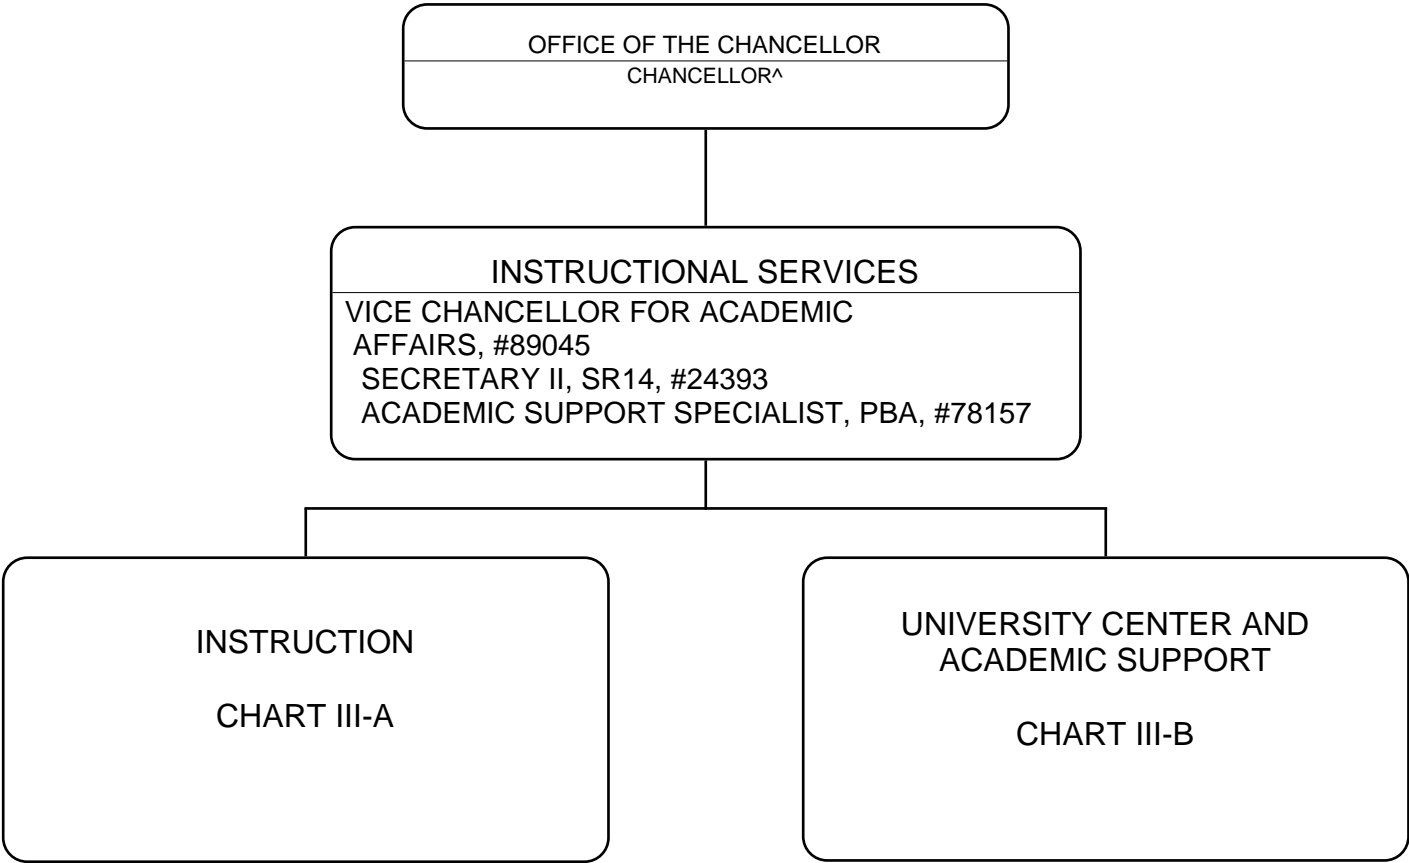 OFFICE OF THE CHANCELLOR
CHANCELLOR^
INSTRUCTIONAL SERVICES
VICE CHANCELLOR FOR ACADEMIC
AFFAIRS, #89045
SECRETARY II, SR14, #24393
ACADEMIC SUPPORT SPECIALIST, PBA, #78157
INSTRUCTION
CHART III-A
UNIVERSITY CENTER AND
ACADEMIC SUPPORT
CHART III-B